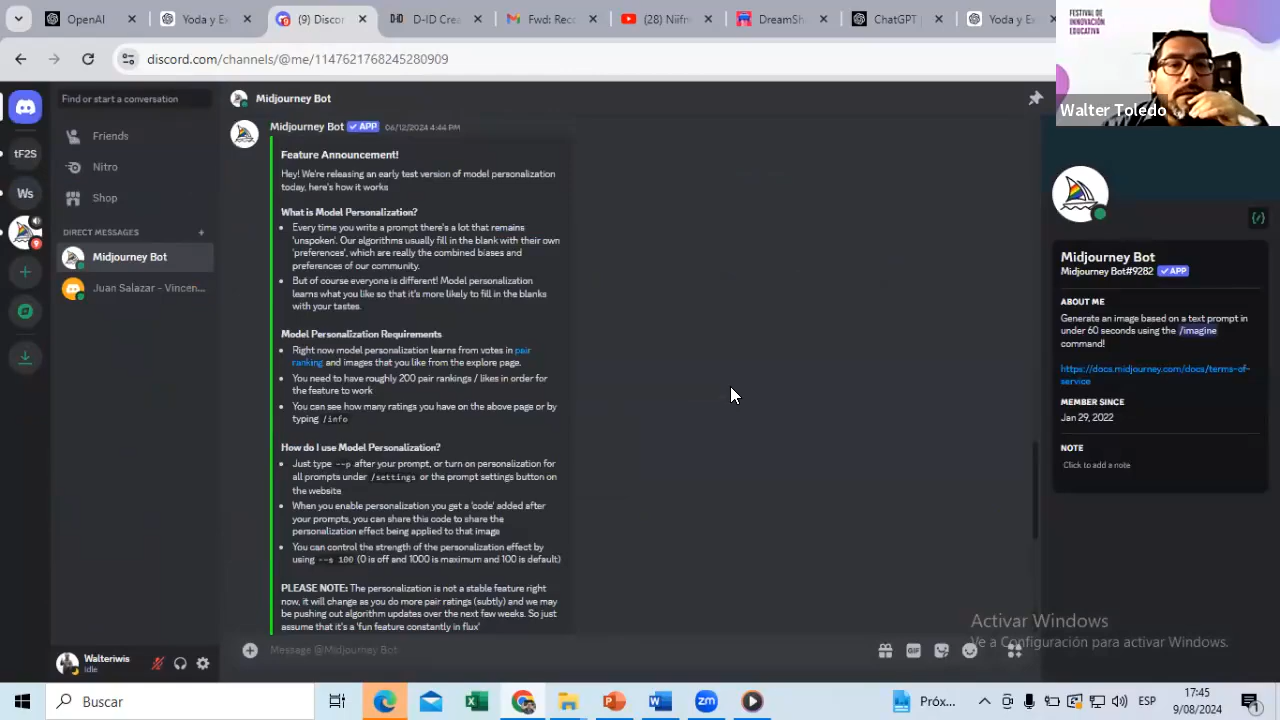 OpenAI
Yoda y Ex
(9) Discor
D-ID Crea
Fwd: Reco
(28) Niifn
DreamSt
ChatGPT
Yoda y Ex
discord.com/channels/@me/1147621768245280909
FESTIVAL DE
INNOVACIÓN
EDUCATIVA
Walter Toledo
Find or start a conversation
Friends
Nitro
Shop
DIRECT MESSAGES
Midjourney Bot
Juan Salazar - Vincen...
tF2S
Ws
Midjourney Bot
Midjourney Bot APP 06/12/2024 4:44 PM
Feature Announcement!
Hey! We're releasing an early test version of model personalization
today, here's how it works
What is Model Personalization?
Every time you write a prompt there's a lot that remains
'unspoken'. Our algorithms usually fill in the blank with their own
'preferences', which are really the combined biases and
preferences of our community.
But of course everyone is different! Model personalization
learns what you like so that it's more likely to fill in the blanks
with your tastes.
Model Personalization Requirements
Right now model personalization learns from votes in pair
ranking and images that you like from the explore page.
You need to have roughly 200 pair rankings / likes in order for
the feature to work
You can see how many ratings you have on the above page or by
typing /info
How do I use Model Personalization?
Just type --p after your prompt, or turn on personalization for
all prompts under /settings or the prompt settings button on
the website
When you enable personalization you get a 'code' added after
your prompts, you can share this code to share the
personalization effect being applied to that image
You can control the strength of the personalization effect by
using --s 100 (0 is off and 1000 is maximum and 100 is default)
PLEASE NOTE: The personalization is not a stable feature right
now, it will change as you do more pair ratings (subtly) and we may
be pushing out algorithm updates over the next few weeks. So just
assume that it's a 'fun feature constantly in flux'
Message @Midjourney Bot
GIF
Midjourney Bot
Midjourney Bot#9282 APP
ABOUT ME
Generate an image based on a text prompt in
under 60 seconds using the /imagine
command!
https://docs.midjourney.com/docs/terms-of-
service
MEMBER SINCE
Jan 29, 2022
NOTE
Click to add a note
Activar Windows
Ve a Configuración para activar Windows.
Walteriwis
Idle
Buscar
Próx...
ESP
17:45
9/08/2024